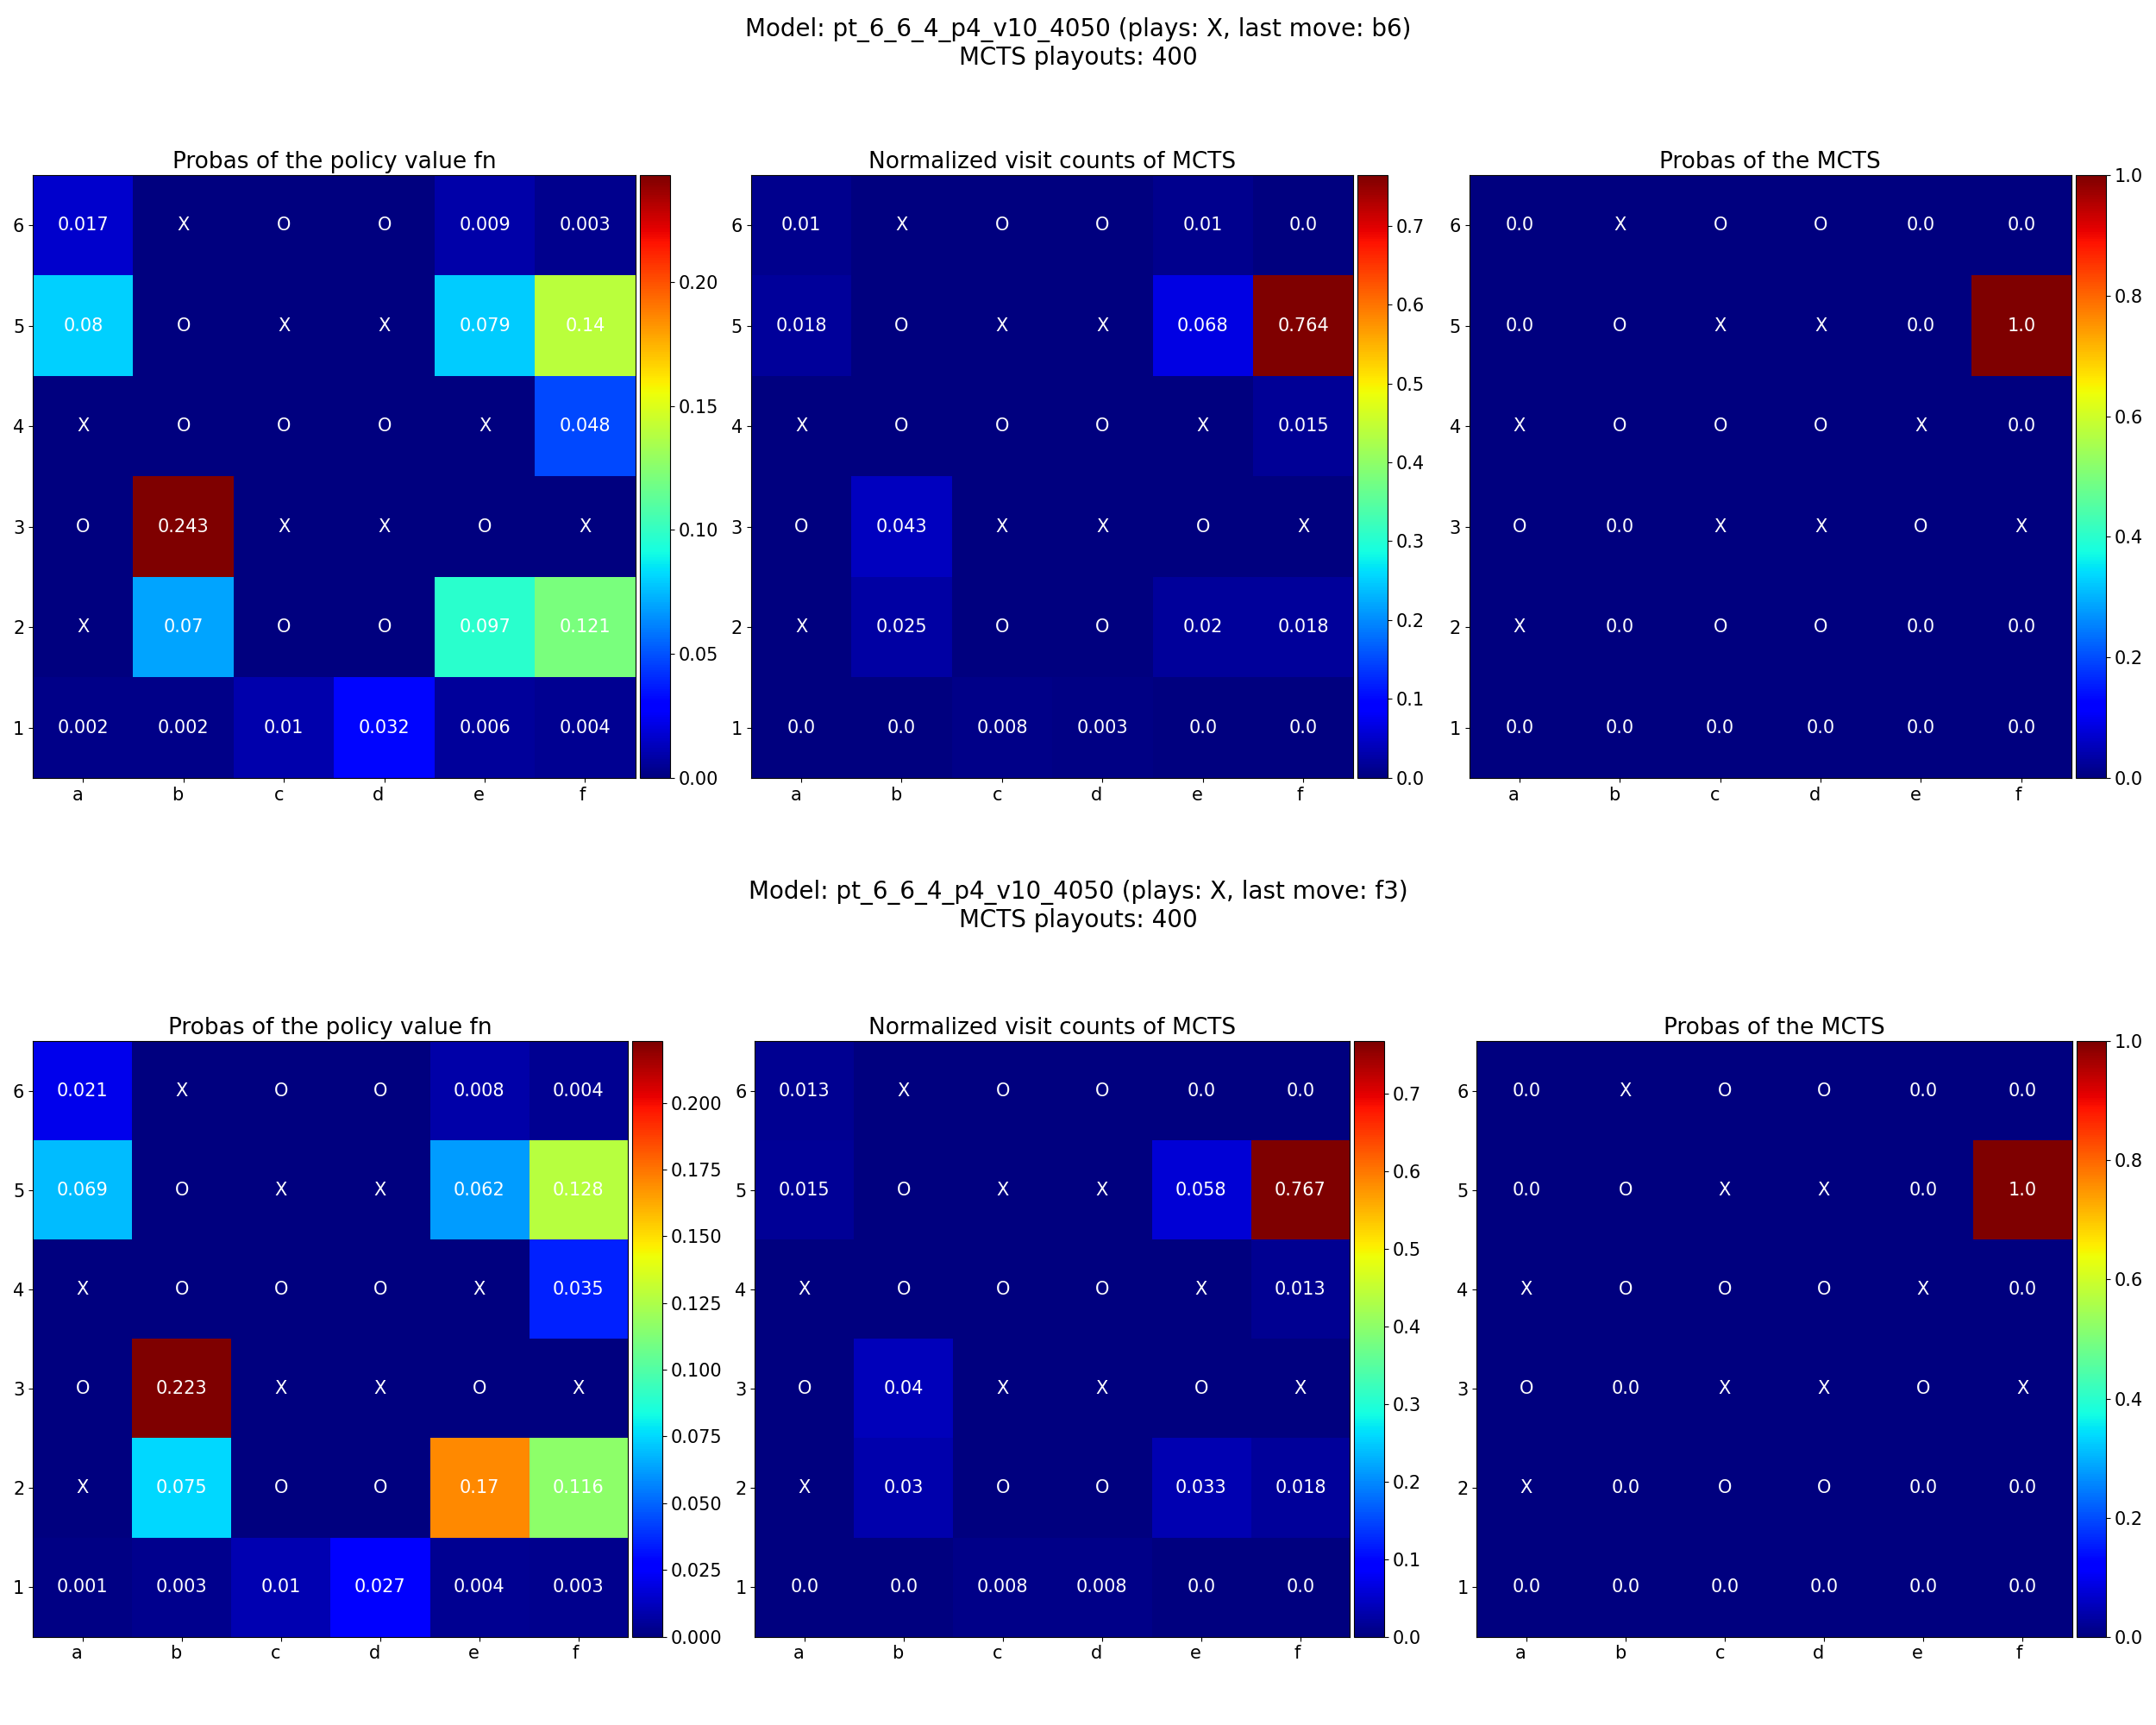 Model: pt_6_6_4_p4_v10_4050 (plays: X, last move: b6)
MCTS playouts: 400
Probas of the policy value fn
6 0.017 X O O 0.009 0.003
5 0.08 O X X 0.079 0.14
4 X O O O X 0.048
3 O 0.243 X X O X
2 X 0.07 O O 0.097 0.121
1 0.002 0.002 0.01 0.032 0.006 0.004
a b c d e f
0.20
0.15
0.10
0.05
0.00
Normalized visit counts of MCTS
6 0.01 X O O 0.01 0.0
5 0.018 O X X 0.068 0.764
4 X O O O X 0.015
3 O 0.043 X X O X
2 X 0.025 O O 0.02 0.018
1 0.0 0.0 0.008 0.003 0.0 0.0
a b c d e f
0.7
0.6
0.5
0.4
0.3
0.2
0.1
0.0
Probas of the MCTS
6 0.0 X O O 0.0 0.0
5 0.0 O X X 0.0 1.0
4 X O O O X 0.0
3 O 0.0 X X O X
2 X 0.0 O O 0.0 0.0
1 0.0 0.0 0.0 0.0 0.0 0.0
a b c d e f
1.0
0.8
0.6
0.4
0.2
0.0
Model: pt_6_6_4_p4_v10_4050 (plays: X, last move: f3)
MCTS playouts: 400
Probas of the policy value fn
6 0.021 X O O 0.008 0.004
5 0.069 O X X 0.062 0.128
4 X O O O X 0.035
3 O 0.223 X X O X
2 X 0.075 O O 0.17 0.116
1 0.001 0.003 0.01 0.027 0.004 0.003
a b c d e f
0.200
0.175
0.150
0.125
0.100
0.075
0.050
0.025
0.000
Normalized visit counts of MCTS
6 0.013 X O O 0.0 0.0
5 0.015 O X X 0.058 0.767
4 X O O O X 0.013
3 O 0.04 X X O X
2 X 0.03 O O 0.033 0.018
1 0.0 0.0 0.008 0.008 0.0 0.0
a b c d e f
0.7
0.6
0.5
0.4
0.3
0.2
0.1
0.0
Probas of the MCTS
6 0.0 X O O 0.0 0.0
5 0.0 O X X 0.0 1.0
4 X O O O X 0.0
3 O 0.0 X X O X
2 X 0.0 O O 0.0 0.0
1 0.0 0.0 0.0 0.0 0.0 0.0
a b c d e f
1.0
0.8
0.6
0.4
0.2
0.0